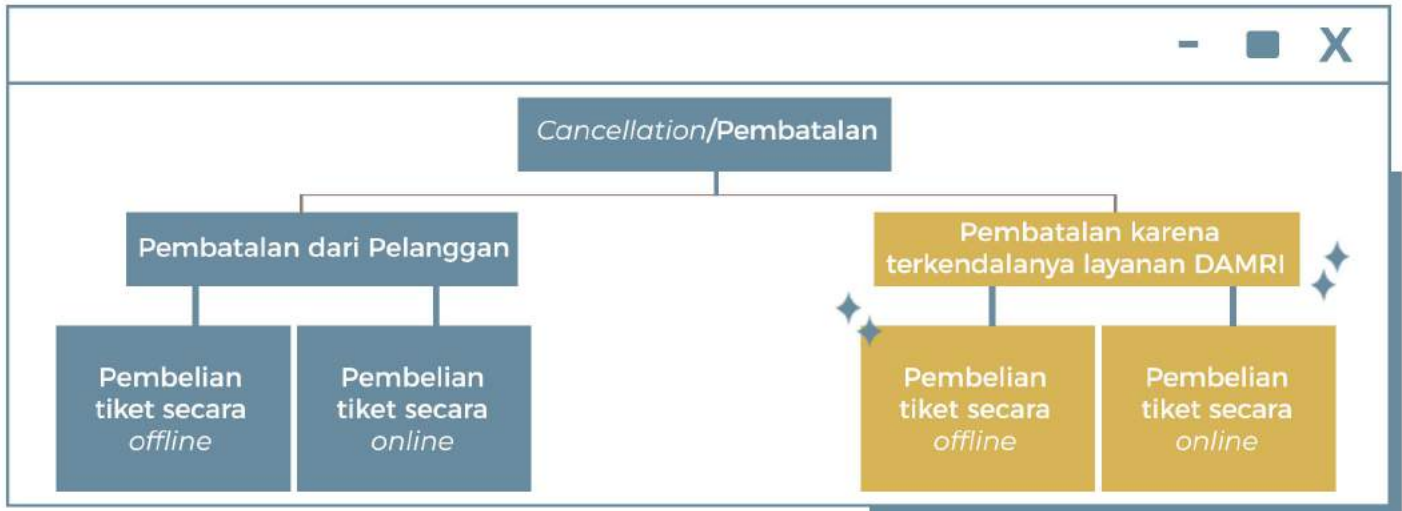 - X
Cancellation/Pembatalan
Pembatalan dari Pelanggan
Pembatalan karena
terkendalanya layanan DAMRI
Pembelian
tiket secara
offline
Pembelian
tiket secara
online
Pembelian
tiket secara
offline
Pembelian
tiket secara
online